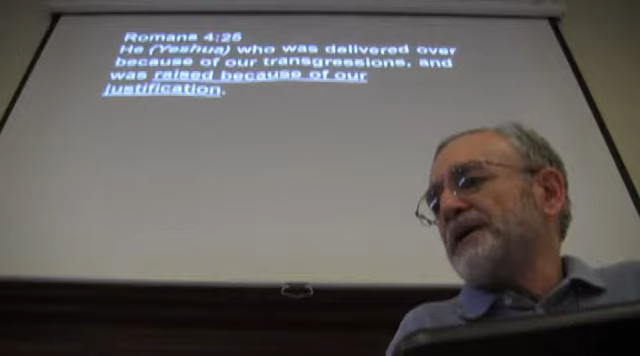 Romans 4:25
He (Yeshua) who was delivered over
because of our transgressions, and
was raised because of our
justification.